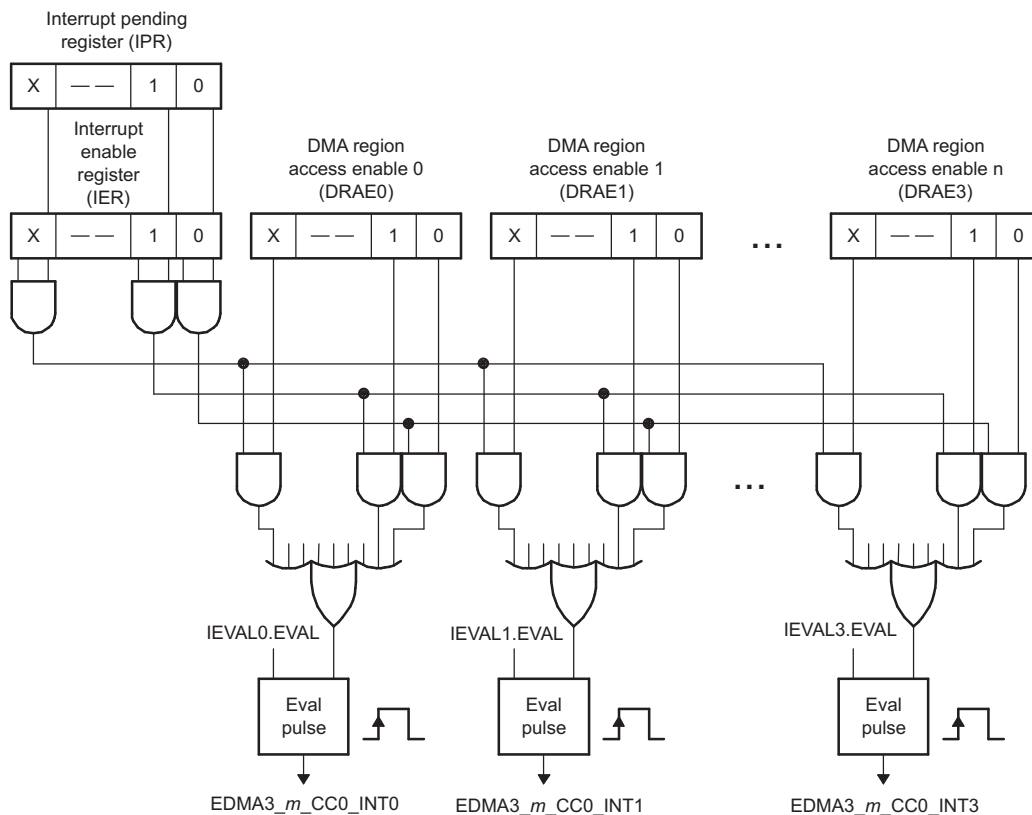 Interrupt pending
register (IPR)
X — — 1 0
Interrupt
enable
register
(IER)
DMA region
access enable 0
(DRAE0)
DMA region
access enable 1
(DRAE1)
DMA region
access enable n
(DRAE3)
X — — 1 0
X — — 1 0
X — — 1 0
...
X — — 1 0
...
IEVAL0.EVAL
IEVAL1.EVAL
IEVAL3.EVAL
Eval
pulse
Eval
pulse
Eval
pulse
EDMA3_m_CC0_INT0
EDMA3_m_CC0_INT1
EDMA3_m_CC0_INT3